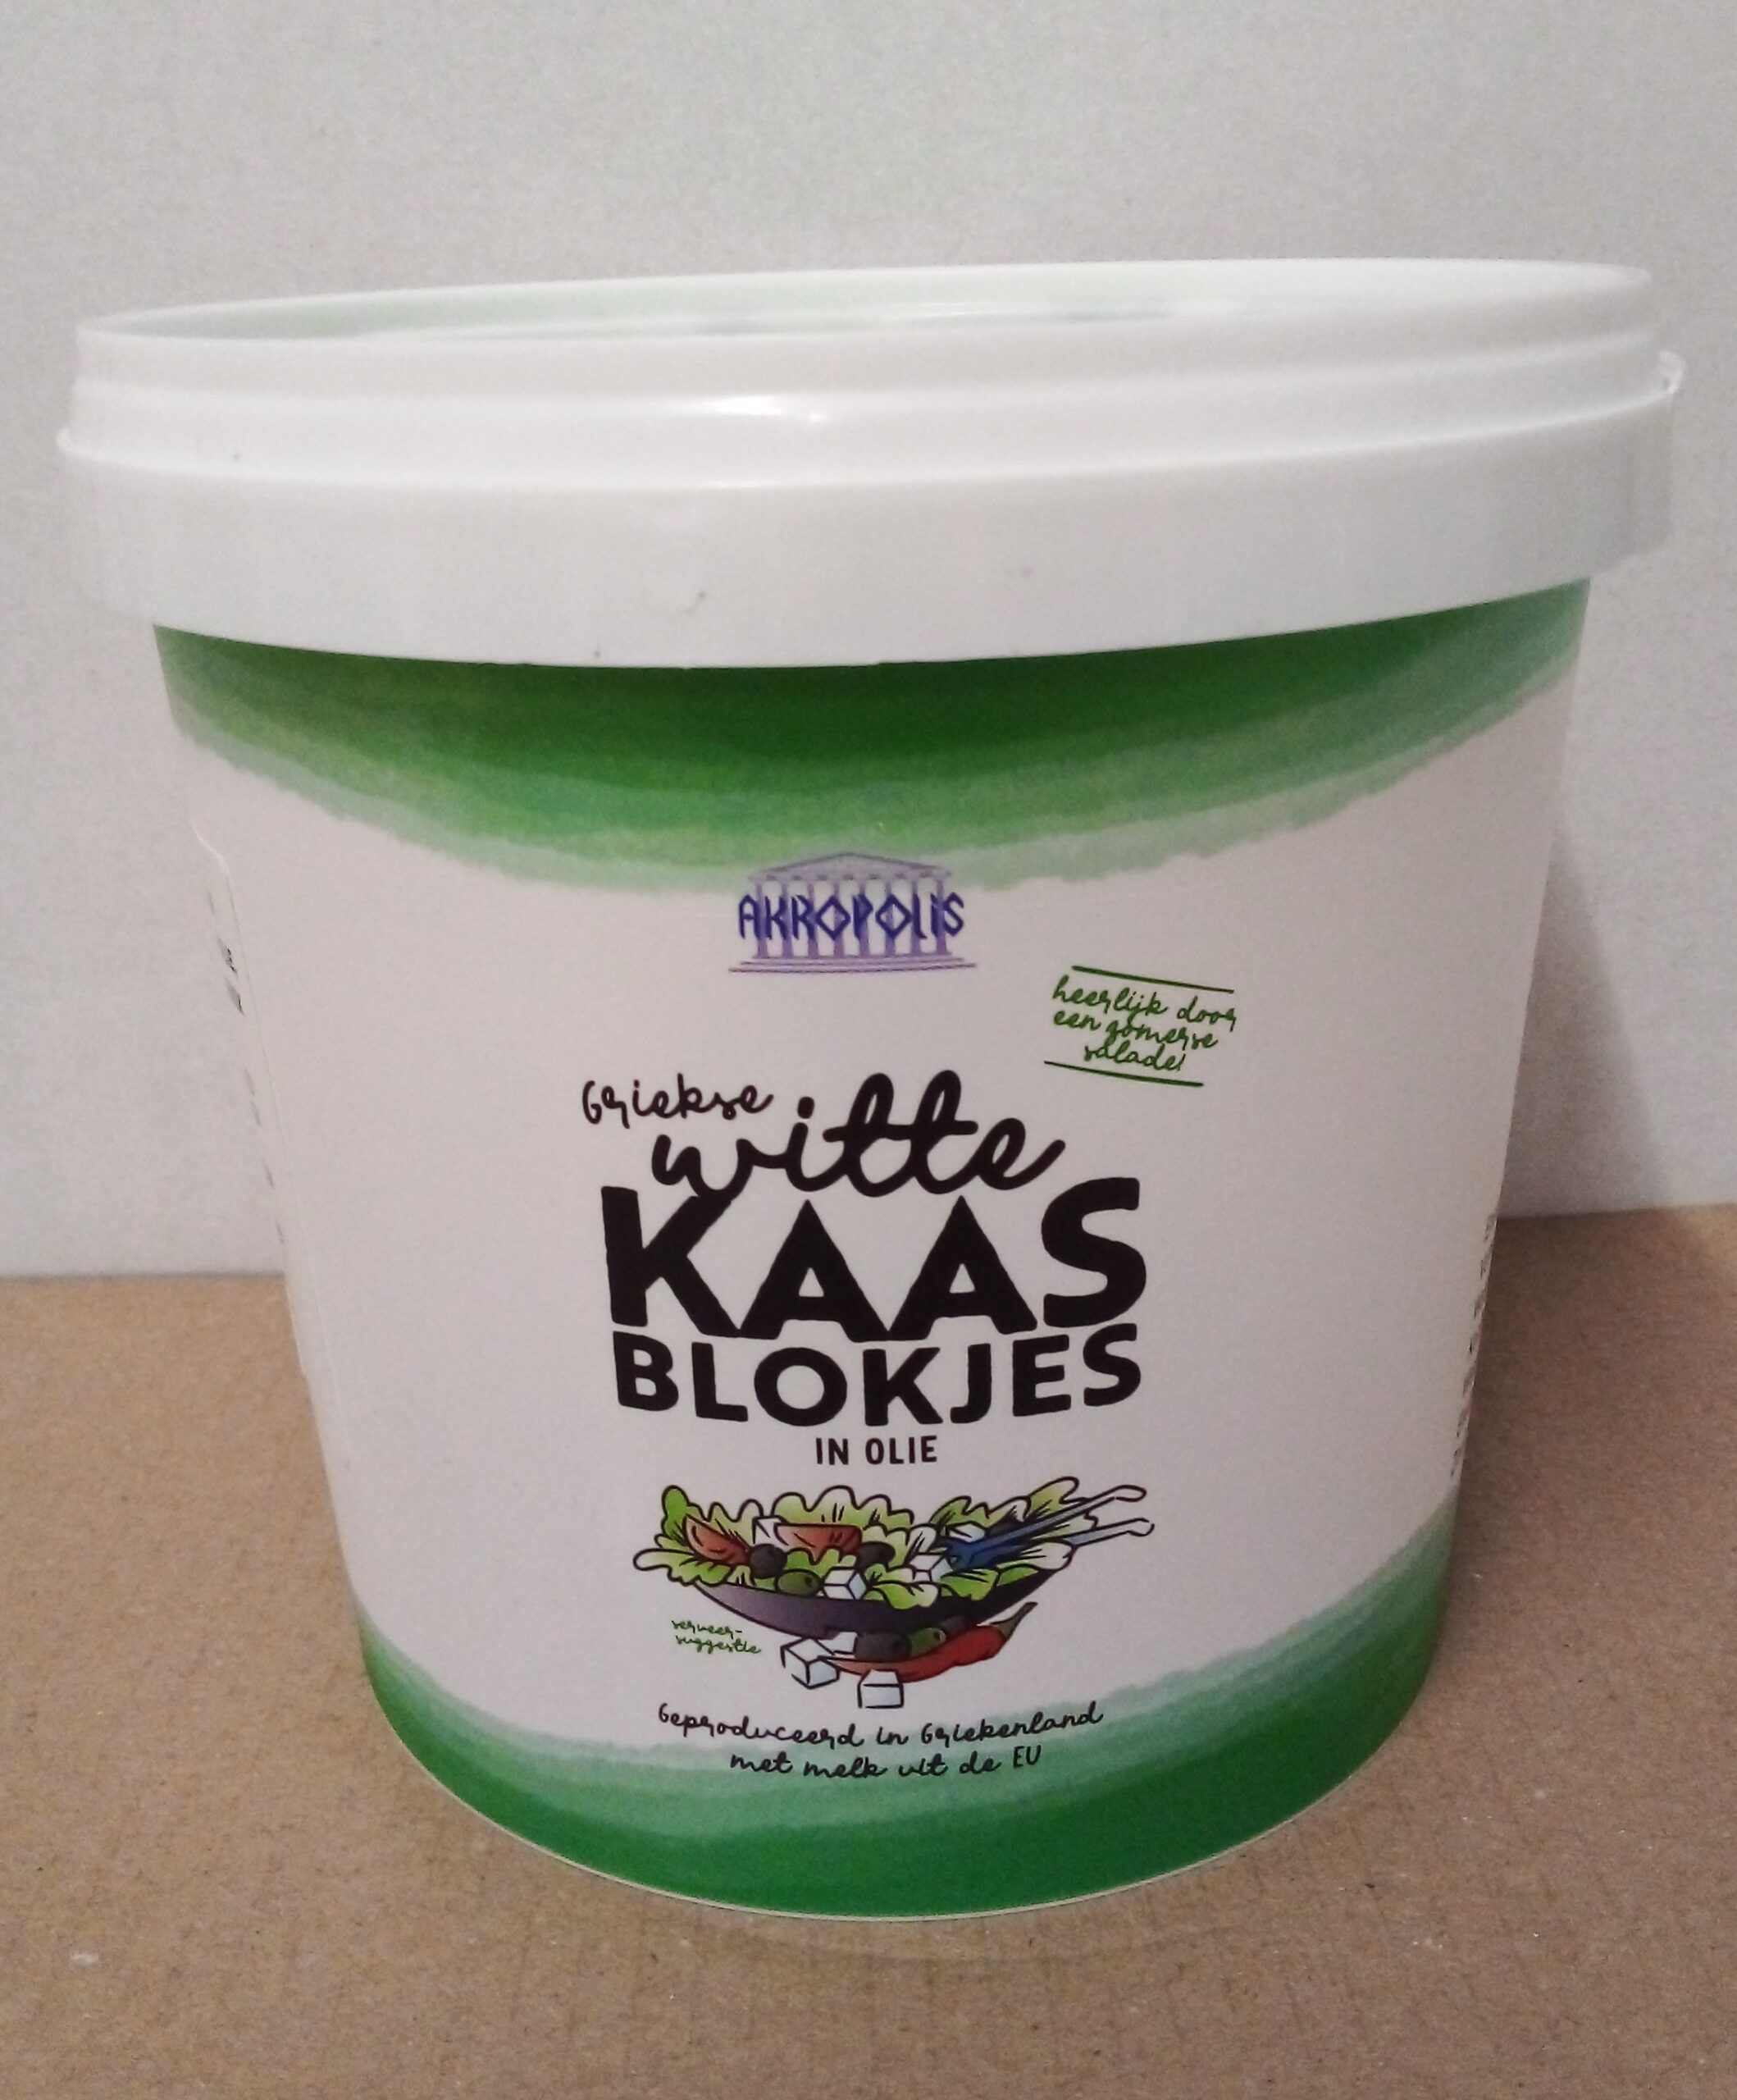 AKROPOLIS
heerlijk door
een zomerse
salade!
Griekse
witte
KAAS
BLOKJES
IN OLIE
serveer-
suggestie
Geproduceerd in Griekenland
met melk uit de EU